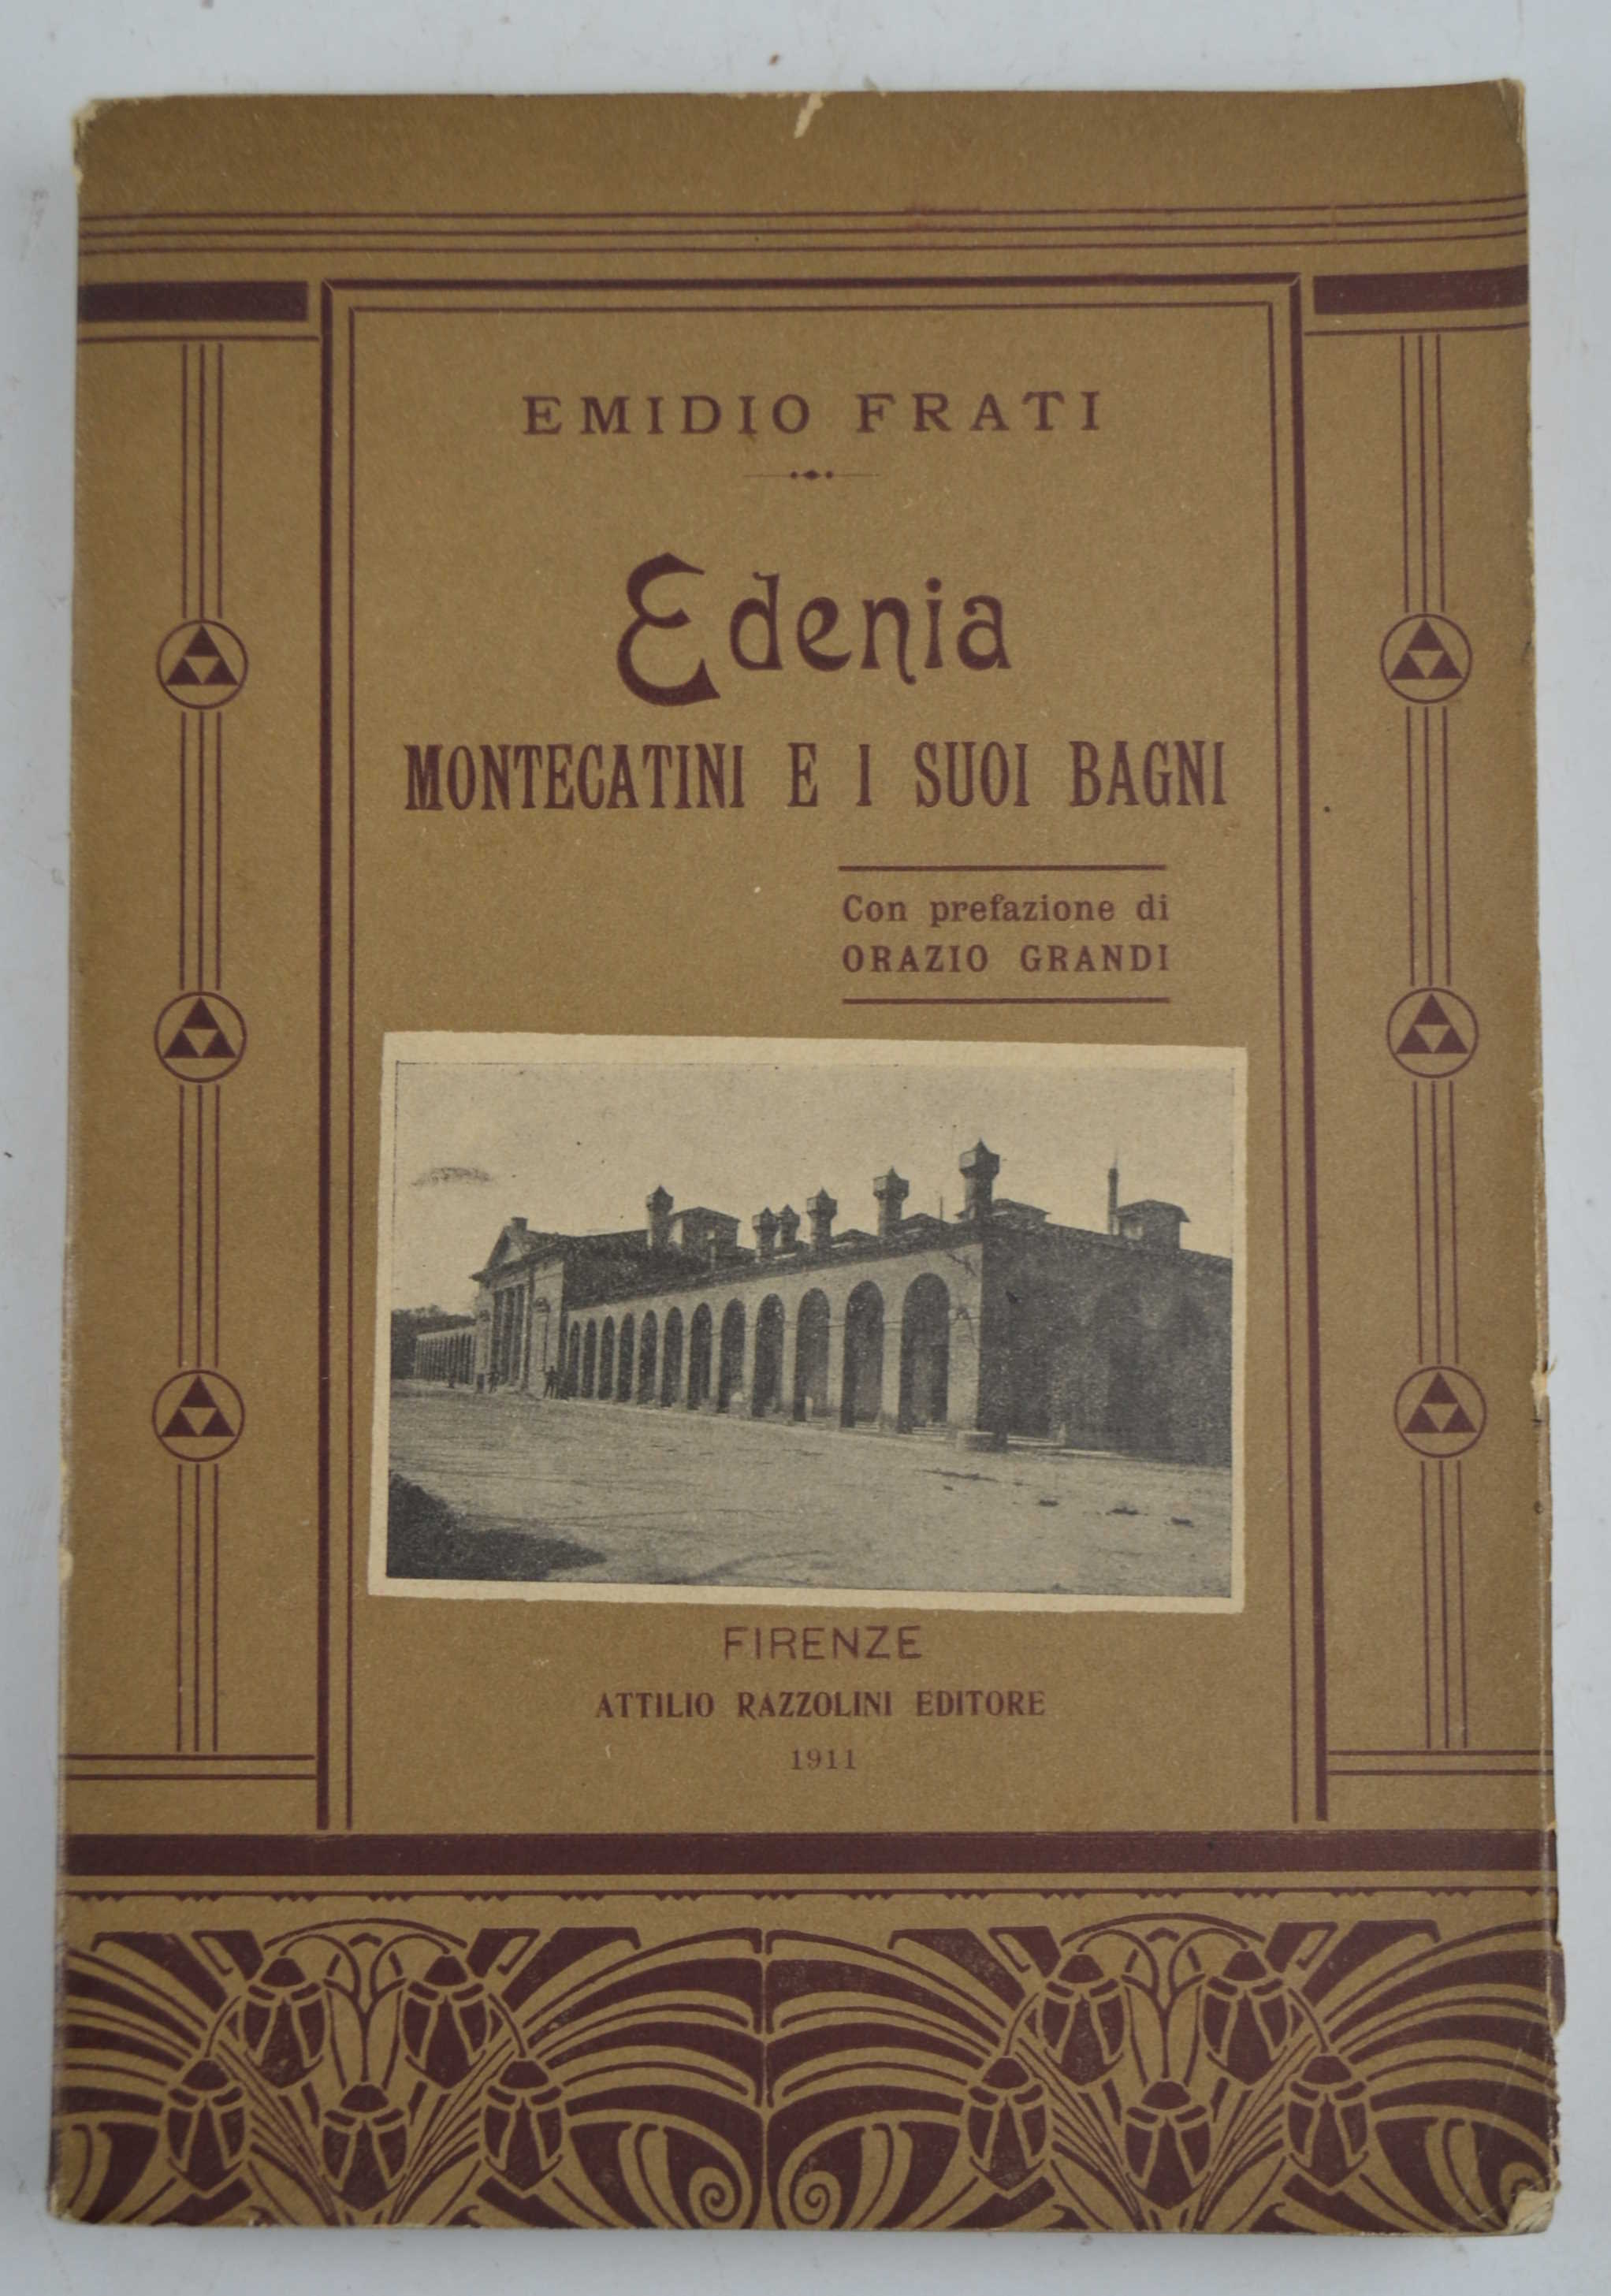 EMIDIO FRATI
Edenia
MONTECATINI E I SUOI BAGNI
Con prefazione di
ORAZIO GRANDI
FIRENZE
ATTILIO RAZZOLINI EDITORE
1911